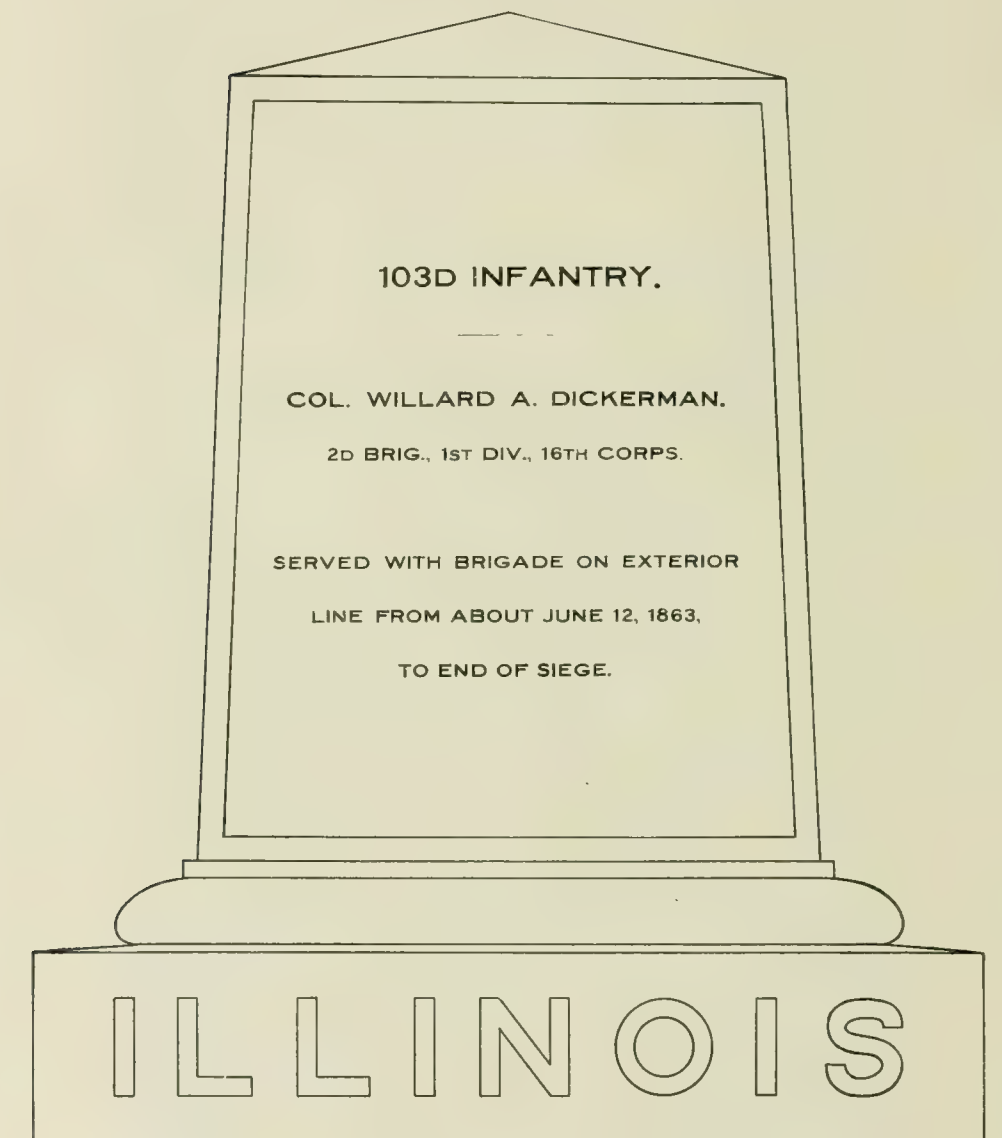 103D INFANTRY.
COL. WILLARD A. DICKERMAN.
2D BRIG., 1ST DIV., 16TH CORPS.
SERVED WITH BRIGADE ON EXTERIOR
LINE FROM ABOUT JUNE 12, 1863,
TO END OF SIEGE.
ILLINOIS